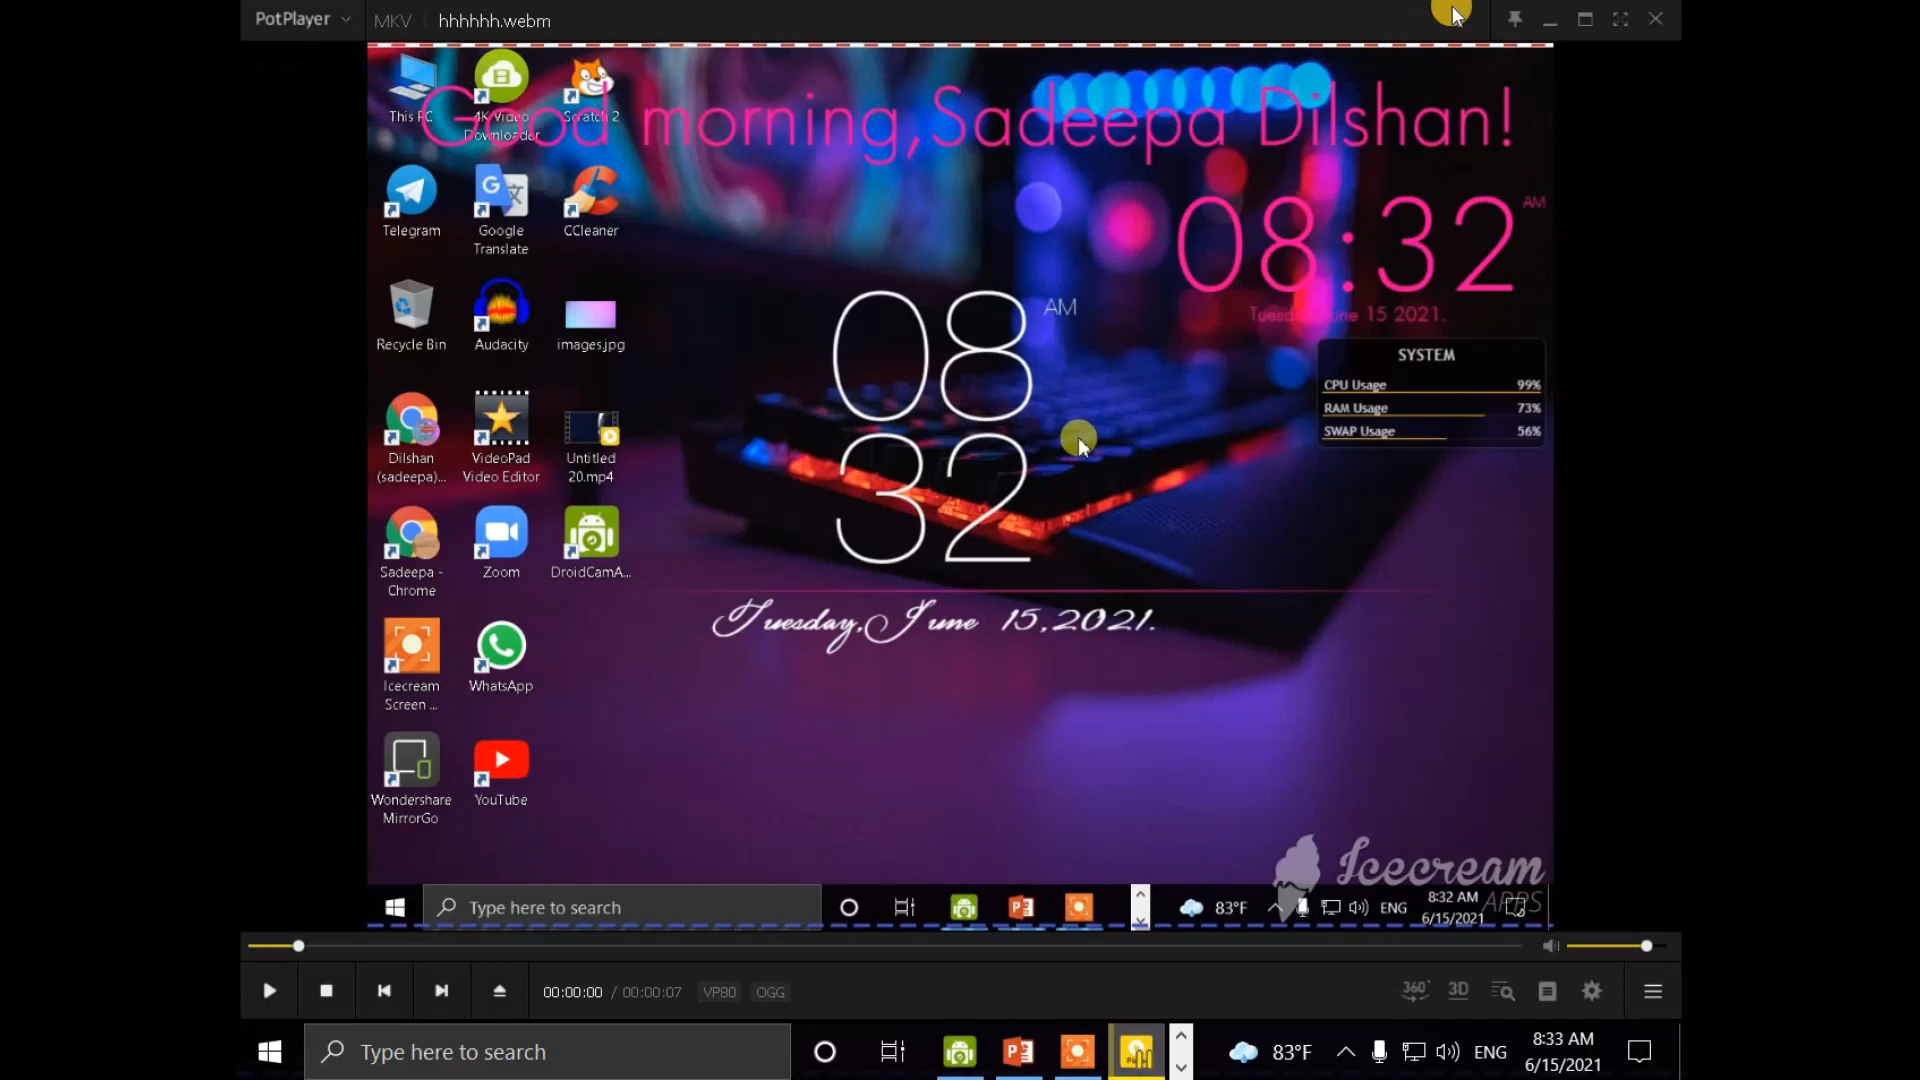 PotPlayer
MKV
hhhhhh.webm
This PC
4K Video
Downloader
Scratch 2
Good morning,Sadeepa Dilshan!
Telegram
Google
Translate
CCleaner
08:32
AM
Tuesday June 15 2021.
08
AM
32
Tuesday,June 15,2021.
SYSTEM
CPU Usage 99%
RAM Usage 73%
SWAP Usage 56%
Recycle Bin
Audacity
images.jpg
Dilshan
(sadeepa)...
VideoPad
Video Editor
Untitled
20.mp4
Sadeepa -
Chrome
Zoom
DroidCamA...
Icecream
Screen ...
WhatsApp
Wondershare
MirrorGo
YouTube
Icecream
APPS
Type here to search
83°F
ENG
8:32 AM
6/15/2021
00:00:00 / 00:00:07
VP80
OGG
360°
3D
Type here to search
83°F
ENG
8:33 AM
6/15/2021